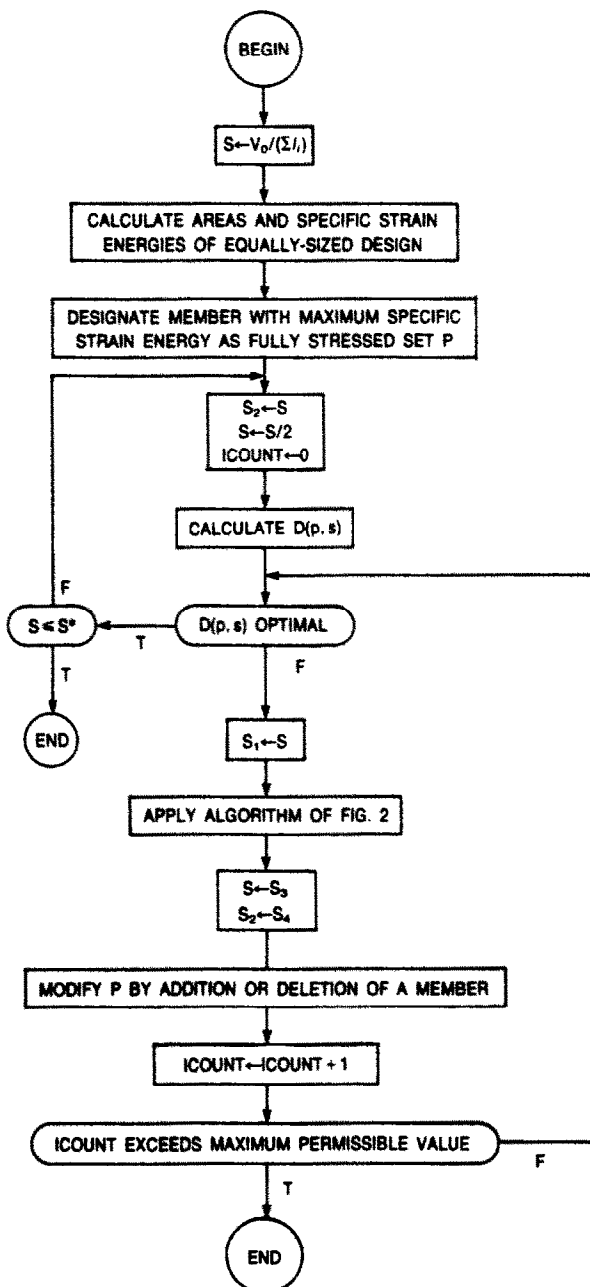 BEGIN
S←V₀/(Σlᵢ)
CALCULATE AREAS AND SPECIFIC STRAIN
ENERGIES OF EQUALLY-SIZED DESIGN
DESIGNATE MEMBER WITH MAXIMUM SPECIFIC
STRAIN ENERGY AS FULLY STRESSED SET P
S₂←S
S←S/2
ICOUNT←0
CALCULATE D(p, s)
D(p, s) OPTIMAL
T
F
S ≤ S*
F
T
END
S₁←S
APPLY ALGORITHM OF FIG. 2
S←S₃
S₂←S₄
MODIFY P BY ADDITION OR DELETION OF A MEMBER
ICOUNT←ICOUNT + 1
ICOUNT EXCEEDS MAXIMUM PERMISSIBLE VALUE
F
T
END